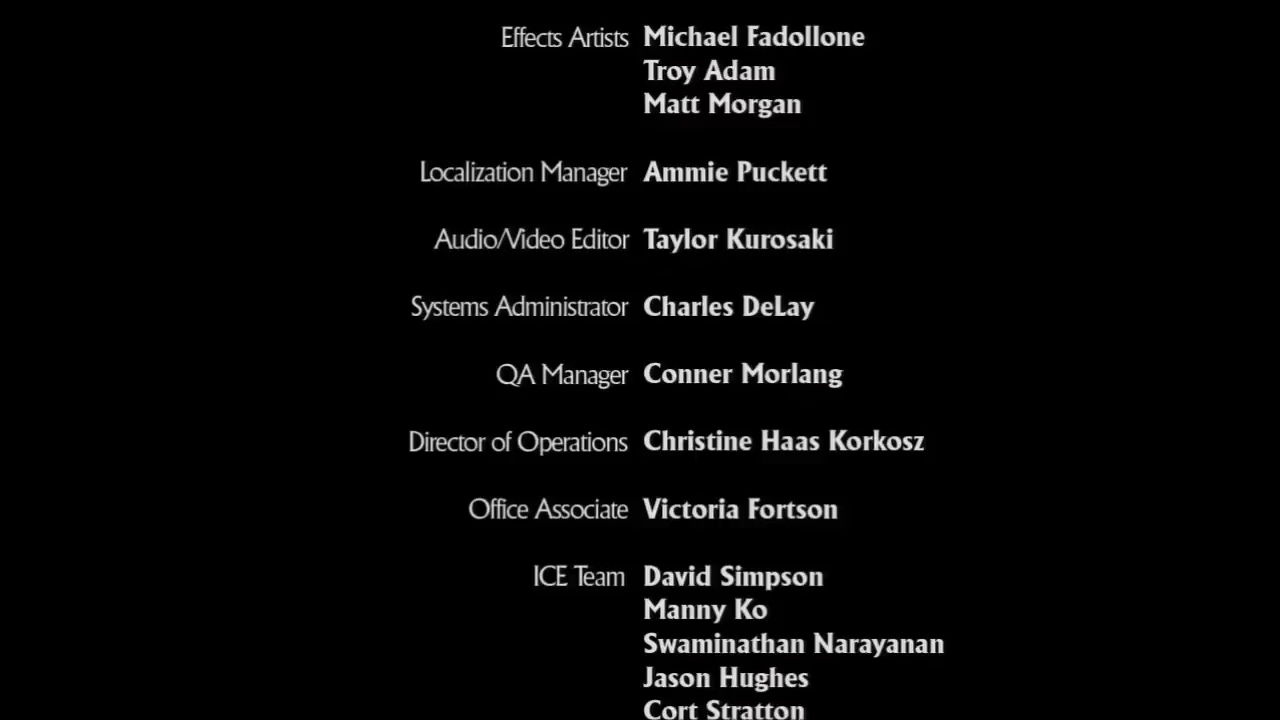 Effects Artists Michael Fadollone
Troy Adam
Matt Morgan
Localization Manager Ammie Puckett
Audio/Video Editor Taylor Kurosaki
Systems Administrator Charles DeLay
QA Manager Conner Morlang
Director of Operations Christine Haas Korkosz
Office Associate Victoria Fortson
ICE Team David Simpson
Manny Ko
Swaminathan Narayanan
Jason Hughes
Cort Stratton